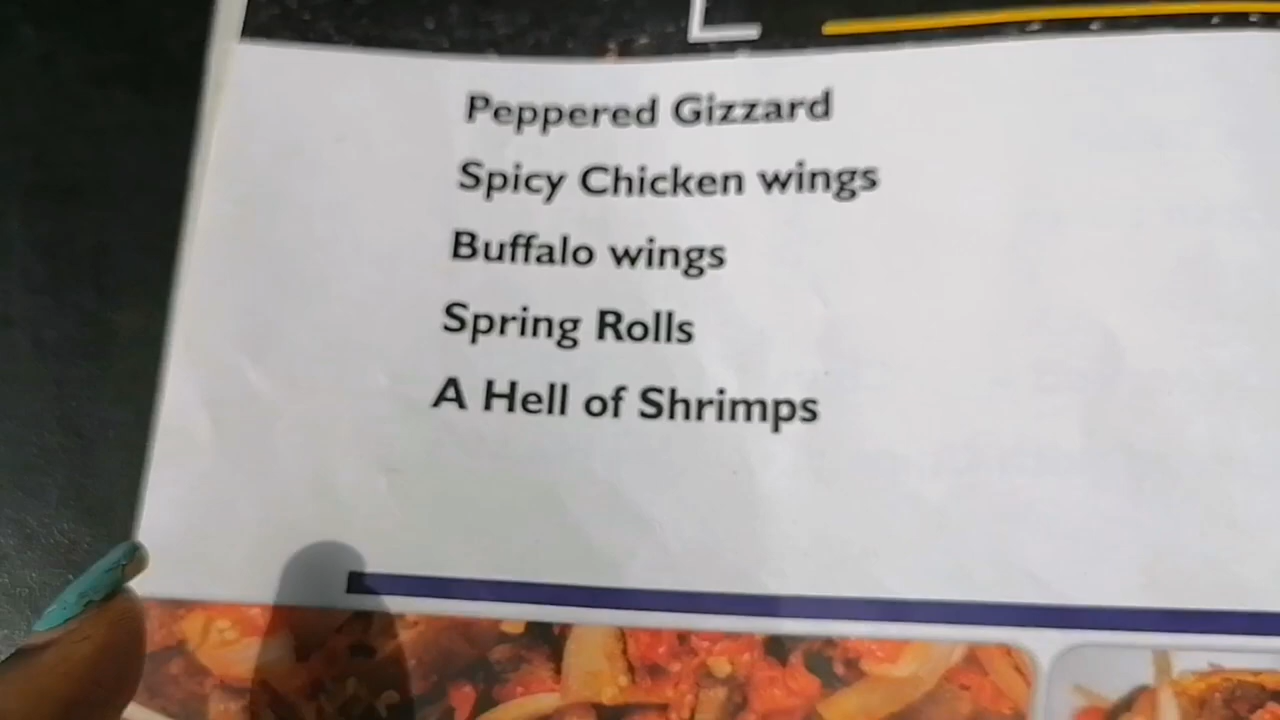 Peppered Gizzard
Spicy Chicken wings
Buffalo wings
Spring Rolls
A Hell of Shrimps